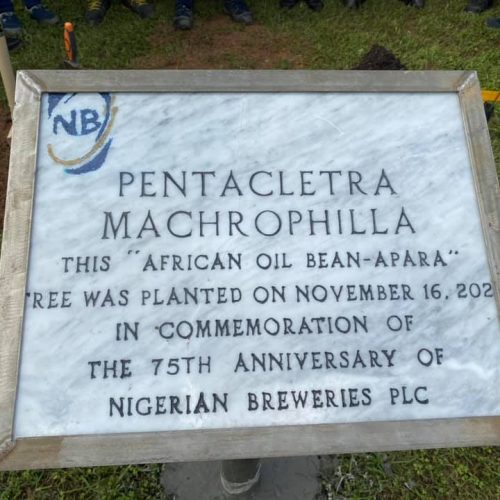 NB
PENTACLETRA
MACHROPHILLA
THIS "AFRICAN OIL BEAN-APARA"
TREE WAS PLANTED ON NOVEMBER 16, 202
IN COMMEMORATION OF
THE 75TH ANNIVERSARY OF
NIGERIAN BREWERIES PLC